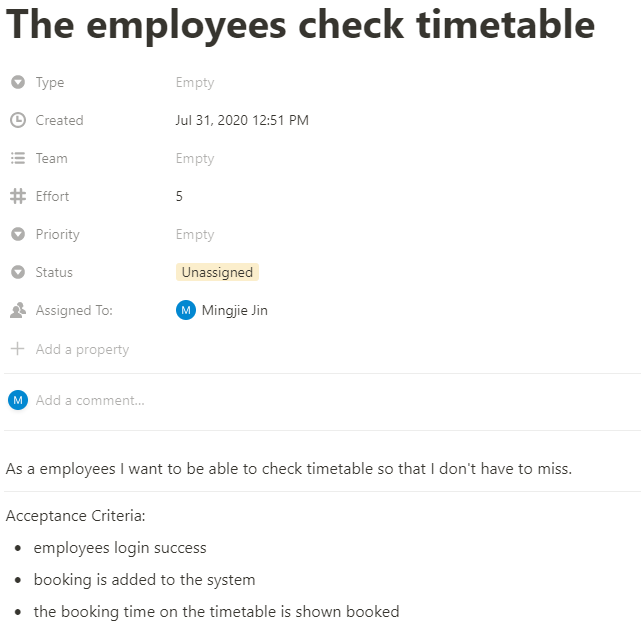 The employees check timetable
Type Empty
Created Jul 31, 2020 12:51 PM
Team Empty
Effort 5
Priority Empty
Status Unassigned
Assigned To: M Mingjie Jin
Add a property
M Add a comment...
As a employees I want to be able to check timetable so that I don't have to miss.
Acceptance Criteria:
• employees login success
• booking is added to the system
• the booking time on the timetable is shown booked